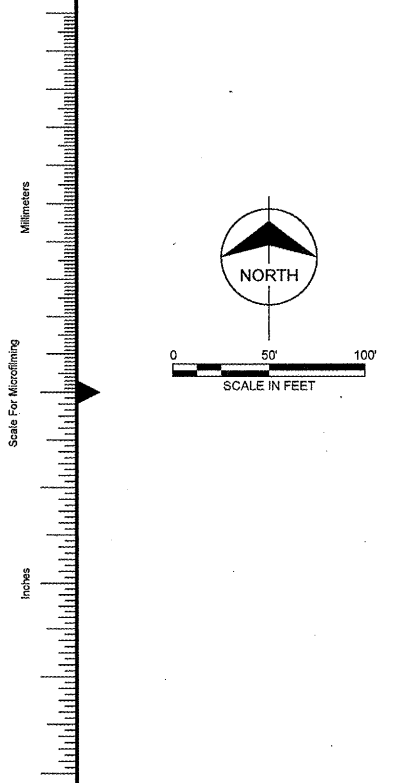 Millimeters
Scale For Microfilming
Inches
NORTH
0 50' 100'
SCALE IN FEET